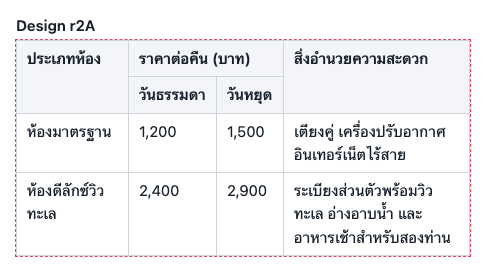 Design r2A
ประเภทห้อง
ราคาต่อคืน (บาท)
สิ่งอำนวยความสะดวก
วันธรรมดา
วันหยุด
ห้องมาตรฐาน
1,200
1,500
เตียงคู่ เครื่องปรับอากาศ
อินเทอร์เน็ตไร้สาย
ห้องดีลักซ์วิว
ทะเล
2,400
2,900
ระเบียงส่วนตัวพร้อมวิว
ทะเล อ่างอาบน้ำ และ
อาหารเช้าสำหรับสองท่าน